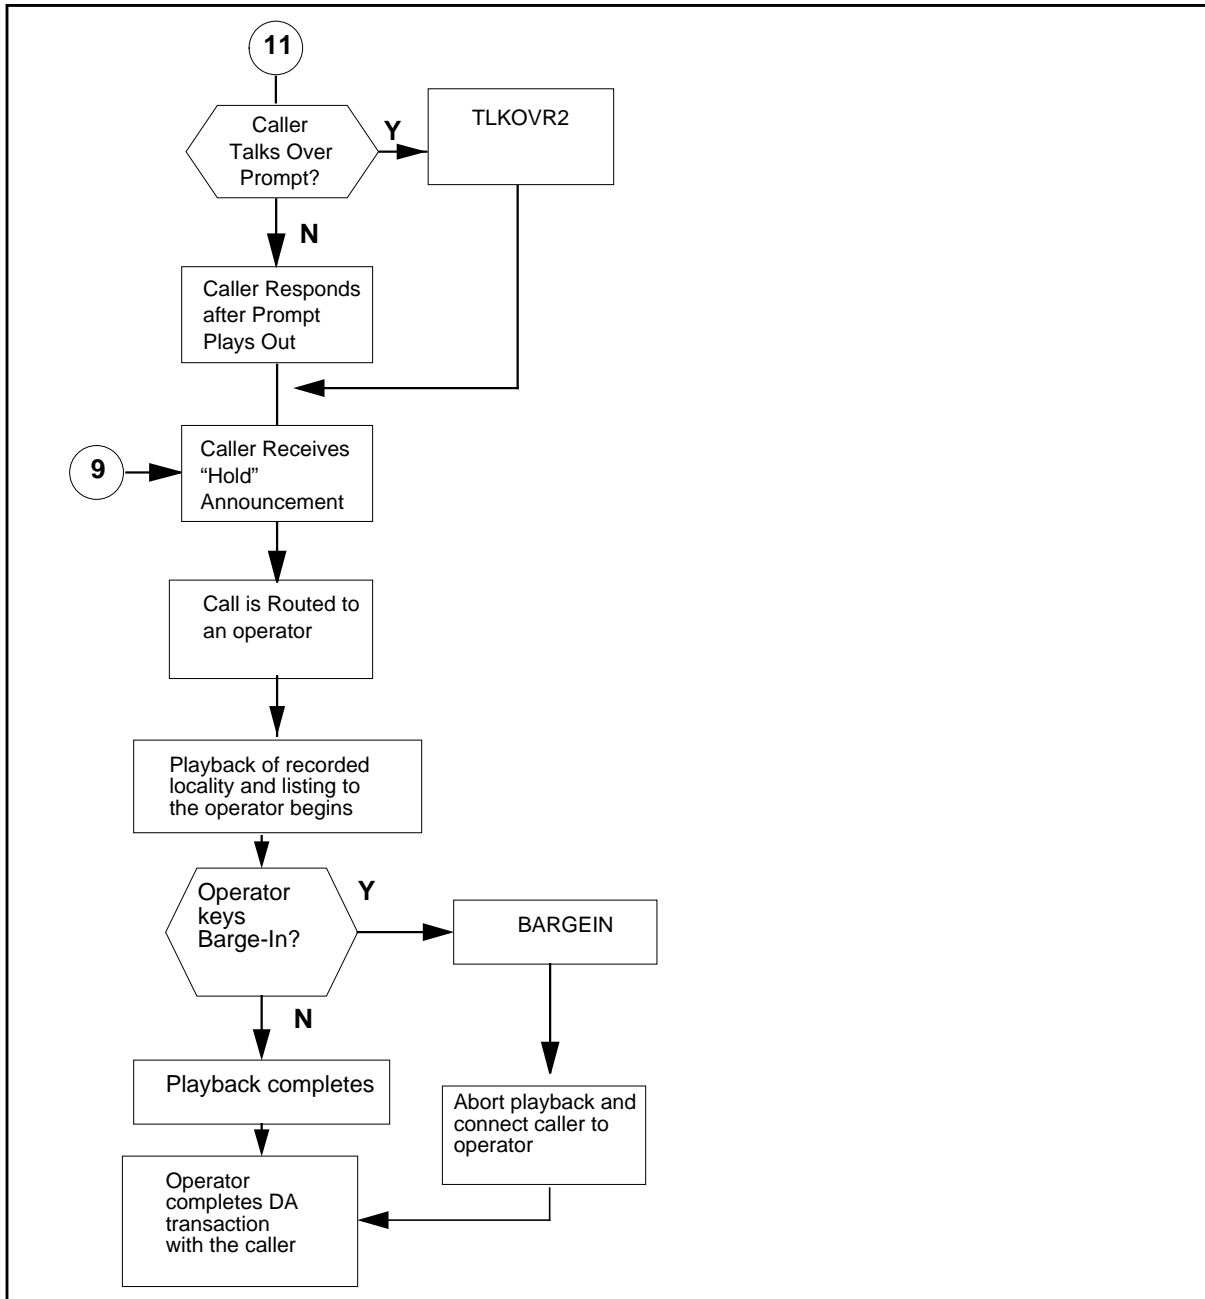 11
Caller
Talks Over
Prompt?
Y
TLKOVR2
N
Caller Responds
after Prompt
Plays Out
9
Caller Receives
“Hold”
Announcement
Call is Routed to
an operator
Playback of recorded
locality and listing to
the operator begins
Operator
keys
Barge-In?
Y
BARGEIN
N
Playback completes
Abort playback and
connect caller to
operator
Operator
completes DA
transaction
with the caller